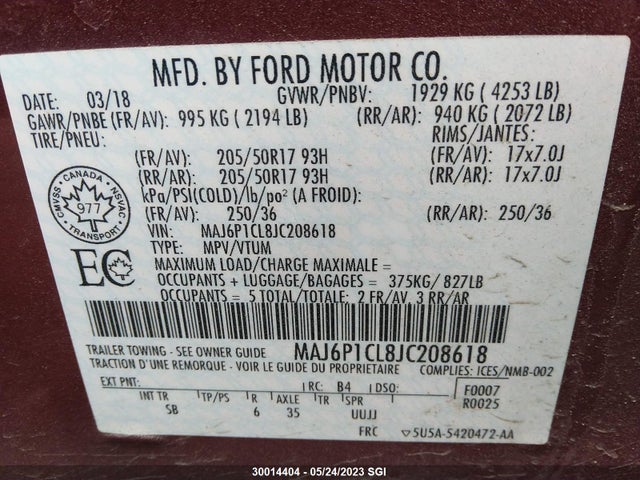 MFD. BY FORD MOTOR CO.
DATE: 03/18 GVWR/PNBV: 1929 KG ( 4253 LB)
GAWR/PNBE (FR/AV): 995 KG ( 2194 LB) (RR/AR): 940 KG ( 2072 LB)
TIRE/PNEU: RIMS/JANTES:
(FR/AV): 205/50R17 93H 17x7.0J
(RR/AR): 205/50R17 93H 17x7.0J
kPa/PSI(COLD)/lb/po² (A FROID):
(FR/AV): 250/36 (RR/AR): 250/36
VIN: MAJ6P1CL8JC208618
TYPE: MPV/VTUM
CMVSS · CANADA · NSVAC
977
TRANSPORT
EC
MAXIMUM LOAD/CHARGE MAXIMALE =
OCCUPANTS + LUGGAGE/BAGAGES = 375KG/ 827LB
OCCUPANTS = 5 TOTAL/TOTALE: 2 FR/AV 3 RR/AR
TRAILER TOWING - SEE OWNER GUIDE MAJ6P1CL8JC208618
TRACTION D'UNE REMORQUE - VOIR LE GUIDE DU PROPRIETAIRE COMPLIES: ICES/NMB-002
EXT PNT: RC: B4 DSO: F0007
R0025
INT TR TP/PS R AXLE TR SPR
SB 6 35 UUJJ
FRC ▽5U5A-5420472-AA
30014404 — 05/24/2023 SGI